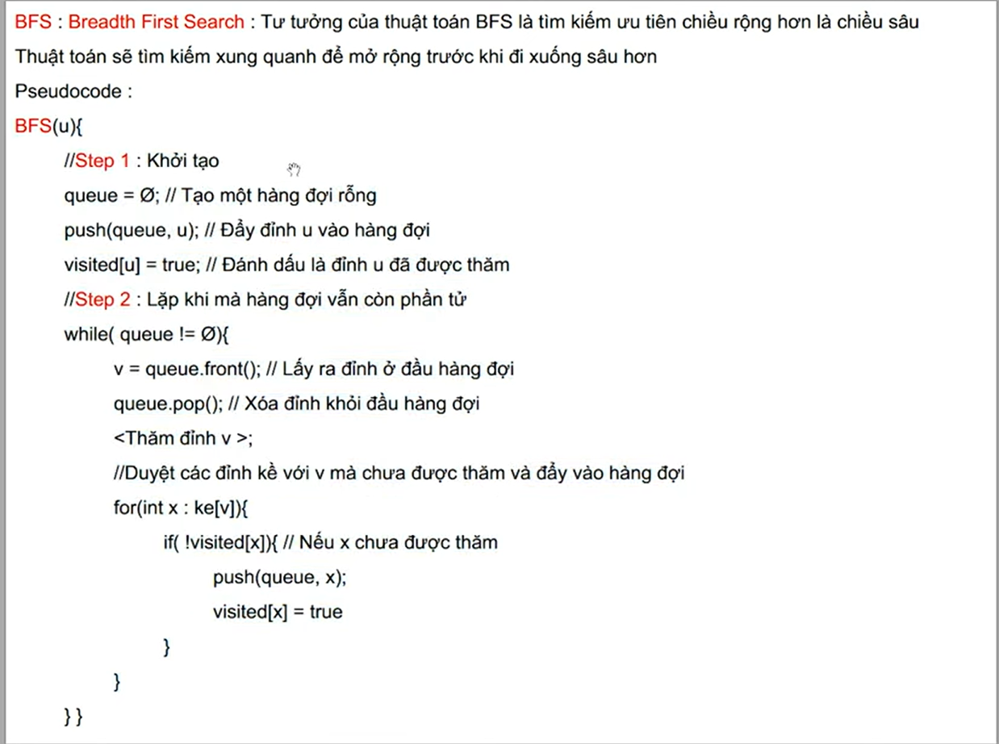 BFS : Breadth First Search : Tư tưởng của thuật toán BFS là tìm kiếm ưu tiên chiều rộng hơn là chiều sâu
Thuật toán sẽ tìm kiếm xung quanh để mở rộng trước khi đi xuống sâu hơn
Pseudocode :
BFS(u){
//Step 1 : Khởi tạo
queue = Ø; // Tạo một hàng đợi rỗng
push(queue, u); // Đẩy đỉnh u vào hàng đợi
visited[u] = true; // Đánh dấu là đỉnh u đã được thăm
//Step 2 : Lặp khi mà hàng đợi vẫn còn phần tử
while( queue != Ø){
v = queue.front(); // Lấy ra đỉnh ở đầu hàng đợi
queue.pop(); // Xóa đỉnh khỏi đầu hàng đợi
<Thăm đỉnh v >;
//Duyệt các đỉnh kề với v mà chưa được thăm và đẩy vào hàng đợi
for(int x : ke[v]){
if( !visited[x]){ // Nếu x chưa được thăm
push(queue, x);
visited[x] = true
}
}
} }